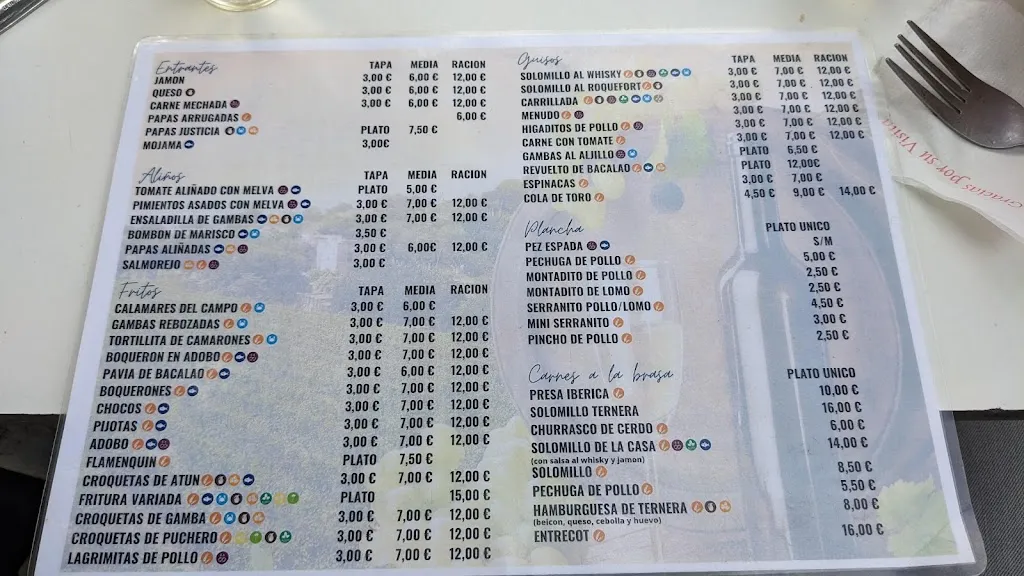 Entrantes TAPA MEDIA RACION
JAMON 3,00 € 6,00 € 12,00 €
QUESO 3,00 € 6,00 € 12,00 €
CARNE MECHADA 3,00 € 6,00 € 12,00 €
PAPAS ARRUGADAS 6,00 €
PAPAS JUSTICIA PLATO 7,50 €
MOJAMA 3,00€
Aliños TAPA MEDIA RACION
TOMATE ALIÑADO CON MELVA PLATO 5,00 €
PIMIENTOS ASADOS CON MELVA 3,00 € 7,00 € 12,00 €
ENSALADILLA DE GAMBAS 3,00 € 7,00 € 12,00 €
BOMBON DE MARISCO 3,50 €
PAPAS ALIÑADAS 3,00 € 6,00€ 12,00 €
SALMOREJO 3,00 €
Fritos TAPA MEDIA RACION
CALAMARES DEL CAMPO 3,00 € 6,00 €
GAMBAS REBOZADAS 3,00 € 7,00 € 12,00 €
TORTILLITA DE CAMARONES 3,00 € 7,00 € 12,00 €
BOQUERON EN ADOBO 3,00 € 7,00 € 12,00 €
PAVIA DE BACALAO 3,00 € 6,00 € 12,00 €
BOQUERONES 3,00 € 7,00 € 12,00 €
CHOCOS 3,00 € 7,00 € 12,00 €
PIJOTAS 3,00 € 7,00 € 12,00 €
ADOBO 3,00 € 7,00 € 12,00 €
FLAMENQUIN PLATO 7,50 €
CROQUETAS DE ATUN 3,00 € 7,00 € 12,00 €
FRITURA VARIADA PLATO 15,00 €
CROQUETAS DE GAMBA 3,00 € 7,00 € 12,00 €
CROQUETAS DE PUCHERO 3,00 € 7,00 € 12,00 €
LAGRIMITAS DE POLLO 3,00 € 7,00 € 12,00 €
Guisos TAPA MEDIA RACION
SOLOMILLO AL WHISKY 3,00 € 7,00 € 12,00 €
SOLOMILLO AL ROQUEFORT 3,00 € 7,00 € 12,00 €
CARRILLADA 3,00 € 7,00 € 12,00 €
MENUDO 3,00 € 7,00 € 12,00 €
HIGADITOS DE POLLO 3,00 € 7,00 € 12,00 €
CARNE CON TOMATE 3,00 € 7,00 € 12,00 €
GAMBAS AL AJILLO PLATO 6,50 €
REVUELTO DE BACALAO PLATO 12,00€
ESPINACAS 3,00 € 7,00 €
COLA DE TORO 4,50 € 9,00 € 14,00 €
Plancha PLATO UNICO
PEZ ESPADA S/M
PECHUGA DE POLLO 5,00 €
MONTADITO DE POLLO 2,50 €
MONTADITO DE LOMO 2,50 €
SERRANITO POLLO/LOMO 4,50 €
MINI SERRANITO 3,00 €
PINCHO DE POLLO 2,50 €
Carnes a la brasa PLATO UNICO
PRESA IBERICA 10,00 €
SOLOMILLO TERNERA 16,00 €
CHURRASCO DE CERDO 6,00 €
SOLOMILLO DE LA CASA 14,00 €
(con salsa al whisky y jamon)
SOLOMILLO 8,50 €
PECHUGA DE POLLO 5,50 €
HAMBURGUESA DE TERNERA 8,00 €
(beicon, queso, cebolla y huevo)
ENTRECOT 16,00 €
Gracias por su Visita